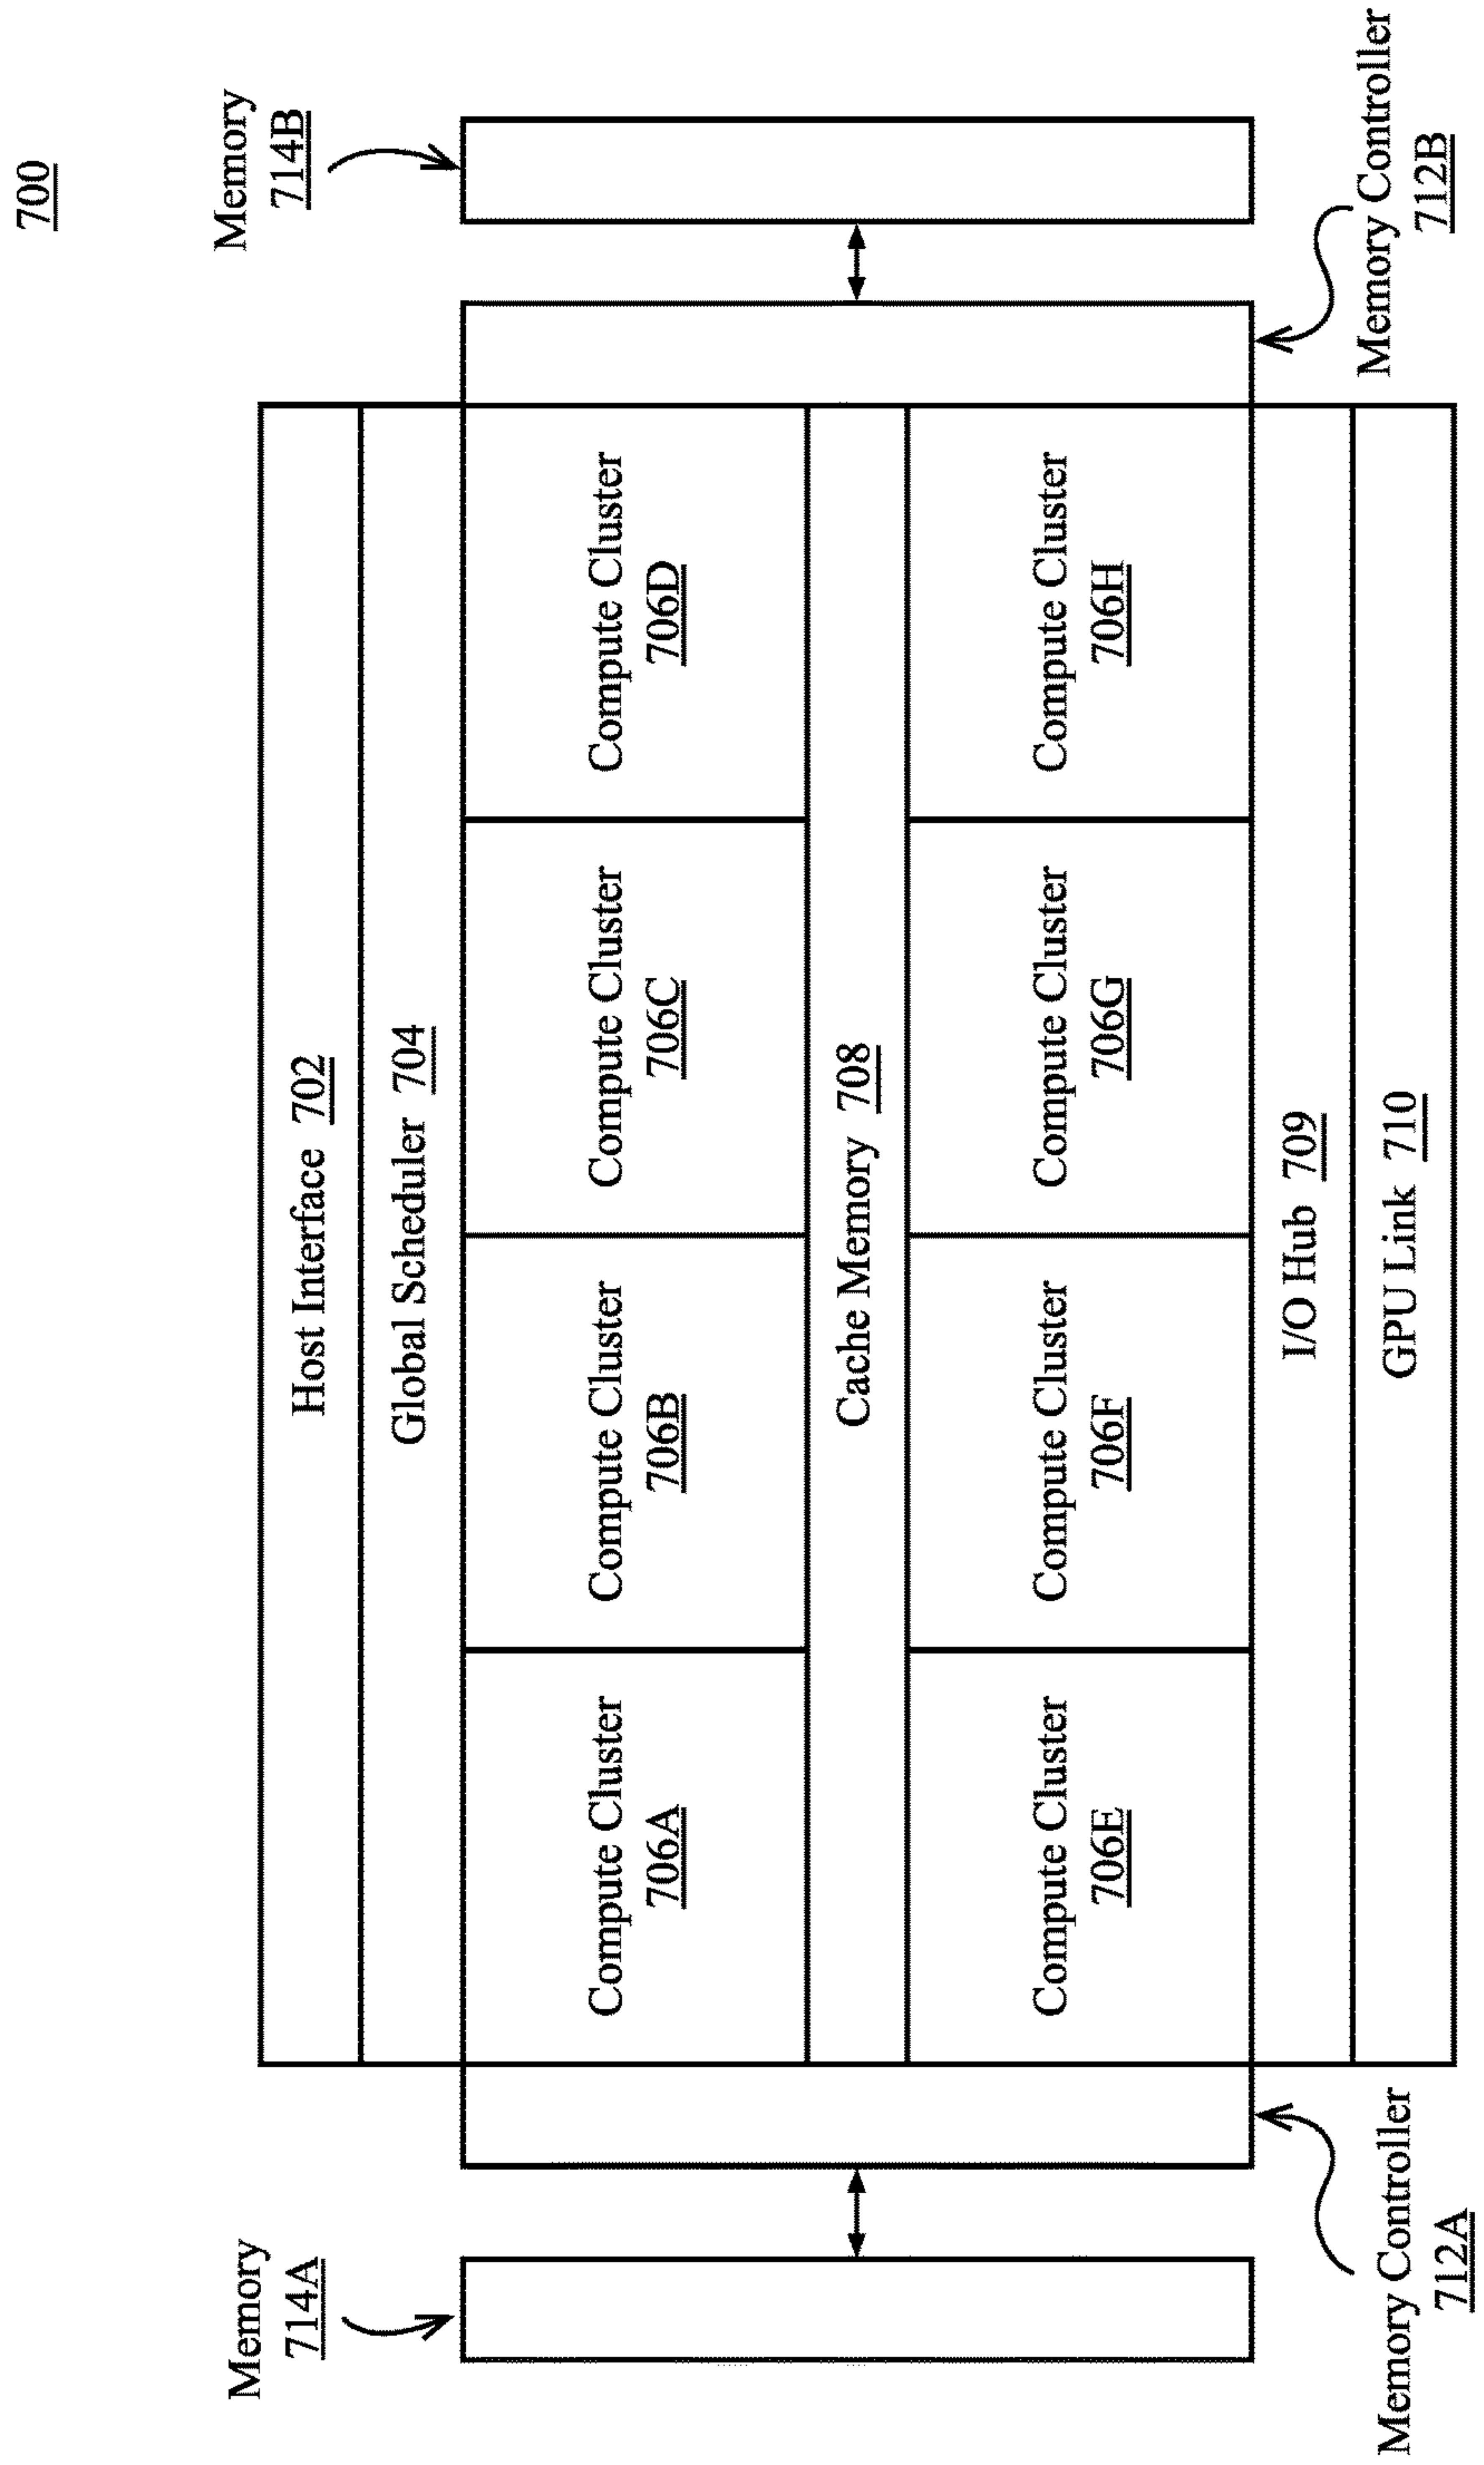 700
Memory
714A
Memory
714B
Host Interface 702
Global Scheduler 704
Compute Cluster
706A
Compute Cluster
706B
Compute Cluster
706C
Compute Cluster
706D
Cache Memory 708
Compute Cluster
706E
Compute Cluster
706F
Compute Cluster
706G
Compute Cluster
706H
I/O Hub 709
GPU Link 710
Memory Controller
712A
Memory Controller
712B